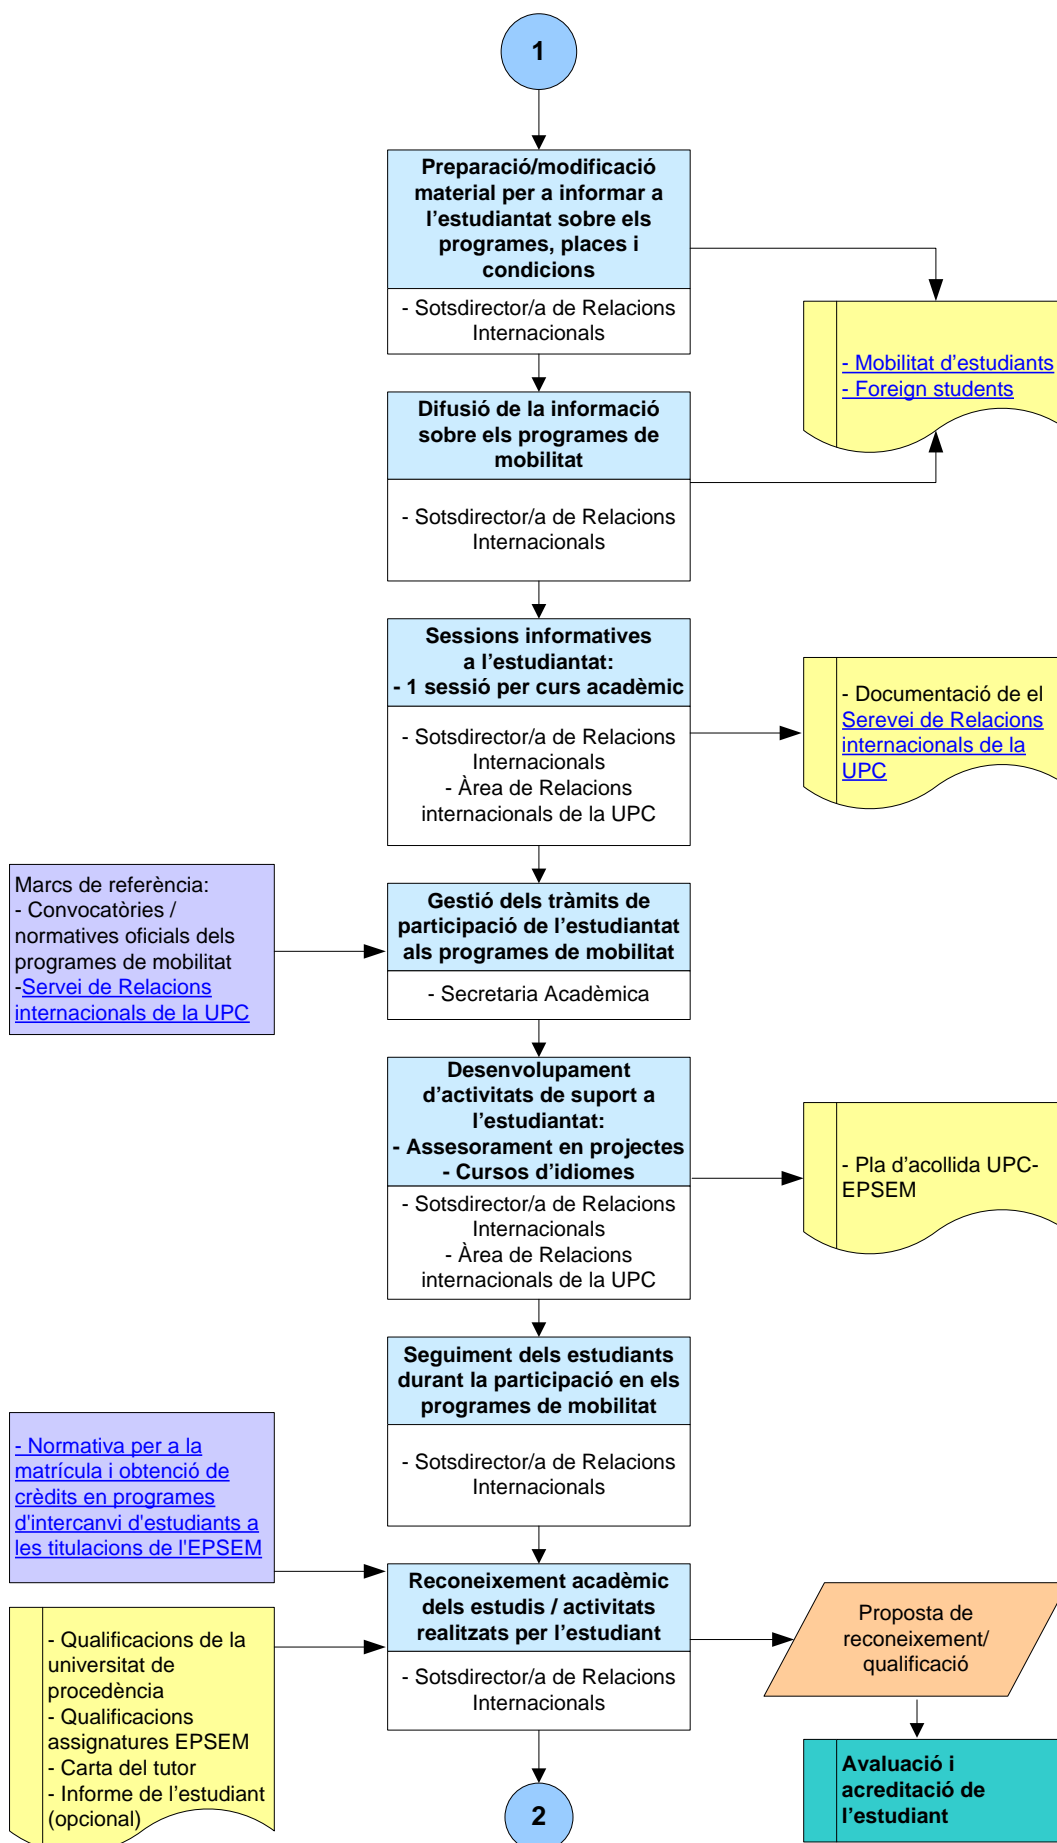 1
Preparació/modificació
material per a informar a
l’estudiantat sobre els
programes, places i
condicions
- Sotsdirector/a de Relacions
Internacionals
- Mobilitat d’estudiants
- Foreign students
Difusió de la informació
sobre els programes de
mobilitat
- Sotsdirector/a de Relacions
Internacionals
Sessions informatives
a l’estudiantat:
- 1 sessió per curs acadèmic
- Sotsdirector/a de Relacions
Internacionals
- Àrea de Relacions
internacionals de la UPC
- Documentació de el
Serevei de Relacions
internacionals de la
UPC
Marcs de referència:
- Convocatòries /
normatives oficials dels
programes de mobilitat
-Servei de Relacions
internacionals de la UPC
Gestió dels tràmits de
participació de l’estudiantat
als programes de mobilitat
- Secretaria Acadèmica
Desenvolupament
d’activitats de suport a
l’estudiantat:
- Assesorament en projectes
- Cursos d’idiomes
- Sotsdirector/a de Relacions
Internacionals
- Àrea de Relacions
internacionals de la UPC
- Pla d’acollida UPC-
EPSEM
Seguiment dels estudiants
durant la participació en els
programes de mobilitat
- Sotsdirector/a de Relacions
Internacionals
- Normativa per a la
matrícula i obtenció de
crèdits en programes
d'intercanvi d'estudiants a
les titulacions de l'EPSEM
Reconeixement acadèmic
dels estudis / activitats
realitzats per l’estudiant
- Sotsdirector/a de Relacions
Internacionals
Proposta de
reconeixement/
qualificació
- Qualificacions de la
universitat de
procedència
- Qualificacions
assignatures EPSEM
- Carta del tutor
- Informe de l’estudiant
(opcional)
Avaluació i
acreditació de
l’estudiant
2